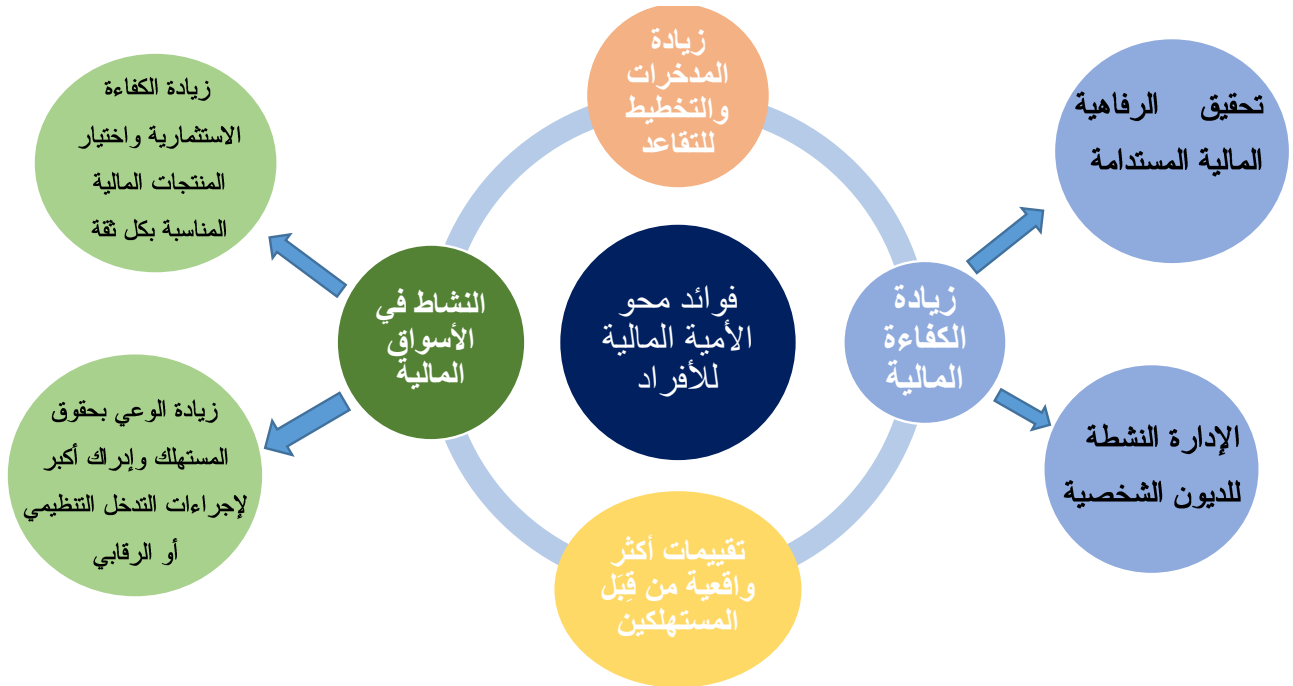 زيادة
المدخرات
والتخطيط
للتقاعد
تحقيق الرفاهية
المالية المستدامة
زيادة
الكفاءة
المالية
الإدارة النشطة
للديون الشخصية
فوائد محو
الأمية المالية
للأفراد
النشاط في
الأسواق
المالية
زيادة الكفاءة
الاستثمارية واختيار
المنتجات المالية
المناسبة بكل ثقة
زيادة الوعي بحقوق
المستهلك وإدراك أكبر
لإجراءات التدخل التنظيمي
أو الرقابي
تقييمات أكثر
واقعية من قِبَل
المستهلكين